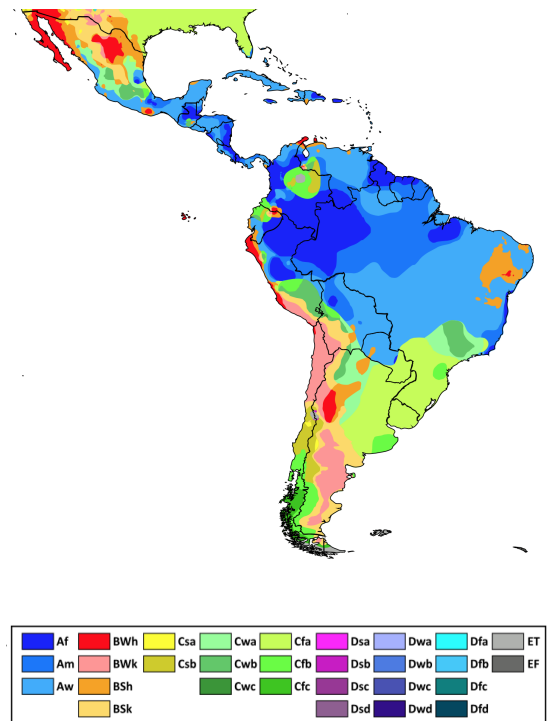 Af BWh Csa Cwa Cfa Dsa Dwa Dfa ET
Am BWk Csb Cwb Cfb Dsb Dwb Dfb EF
Aw BSh Cwc Cfc Dsc Dwc Dfc
BSk Dsd Dwd Dfd